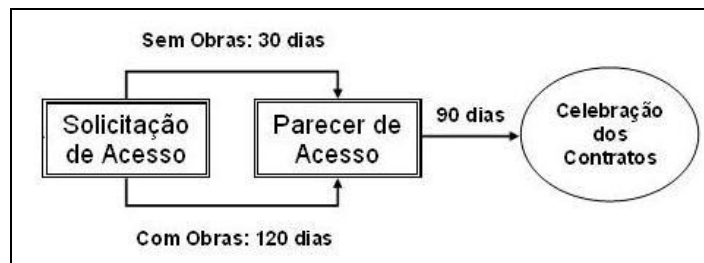 Sem Obras: 30 dias
Solicitação
de Acesso
Parecer de
Acesso
90 dias
Celebração
dos
Contratos
Com Obras: 120 dias